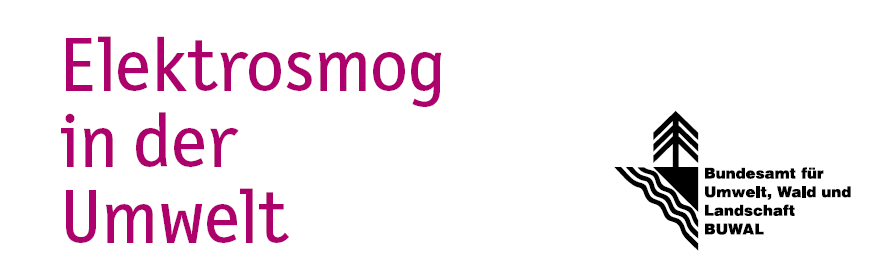 Elektrosmog
in der
Umwelt
Bundesamt für
Umwelt, Wald und
Landschaft
BUWAL